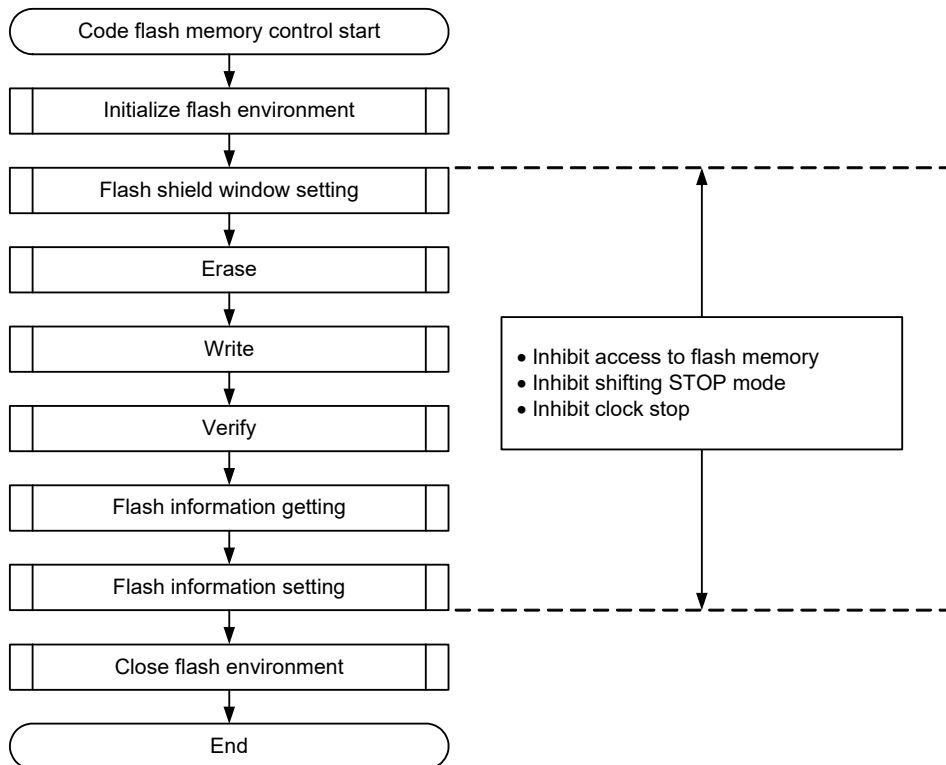 Code flash memory control start
Initialize flash environment
Flash shield window setting
Erase
Write
Verify
Flash information getting
Flash information setting
Close flash environment
End
• Inhibit access to flash memory
• Inhibit shifting STOP mode
• Inhibit clock stop